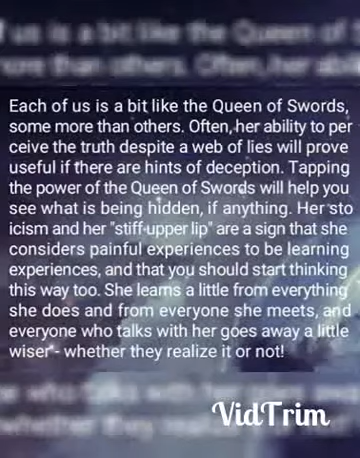 Each of us is a bit like the Queen of Swords,
some more than others. Often, her ability to per
ceive the truth despite a web of lies will prove
useful if there are hints of deception. Tapping
the power of the Queen of Swords will help you
see what is being hidden, if anything. Her sto
icism and her "stiff-upper lip" are a sign that she
considers painful experiences to be learning
experiences, and that you should start thinking
this way too. She learns a little from everything
she does and from everyone she meets, and
everyone who talks with her goes away a little
wiser - whether they realize it or not!
VidTrim